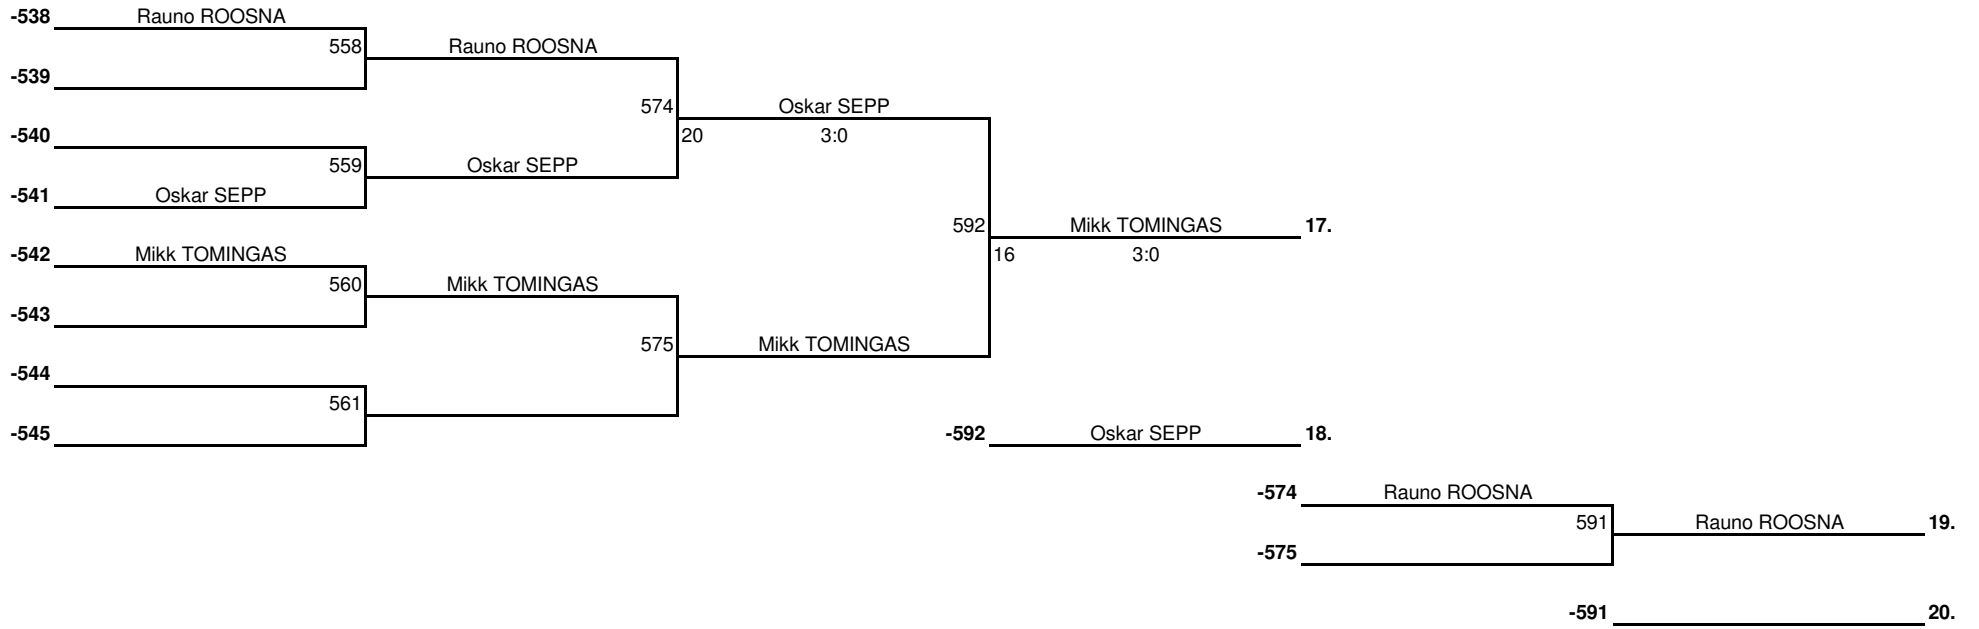 -538 Rauno ROOSNA
558 Rauno ROOSNA
-539
574 Oskar SEPP
-540 20 3:0
559 Oskar SEPP
-541 Oskar SEPP
592 Mikk TOMINGAS 17.
-542 Mikk TOMINGAS 16 3:0
560 Mikk TOMINGAS
-543
575 Mikk TOMINGAS
-544
561
-545 -592 Oskar SEPP 18.
-574 Rauno ROOSNA
591 Rauno ROOSNA 19.
-575
-591 20.